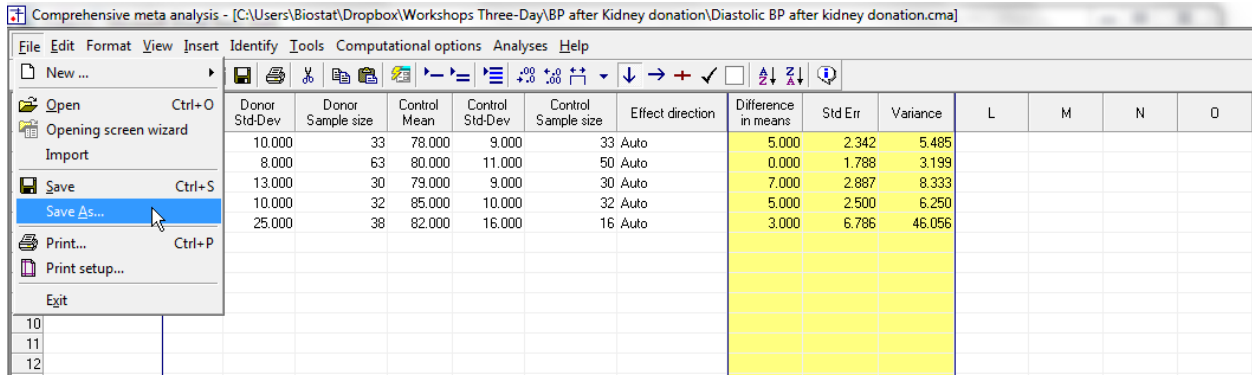 Comprehensive meta analysis - [C:\Users\Biostat\Dropbox\Workshops Three-Day\BP after Kidney donation\Diastolic BP after kidney donation.cma]
File Edit Format View Insert Identify Tools Computational options Analyses Help
New ...
Open Ctrl+O
Opening screen wizard
Import
Save Ctrl+S
Save As...
Print... Ctrl+P
Print setup...
Exit
Donor Std-Dev Donor Sample size Control Mean Control Std-Dev Control Sample size Effect direction Difference in means Std Err Variance L M N O
10.000 33 78.000 9.000 33 Auto 5.000 2.342 5.485
8.000 63 80.000 11.000 50 Auto 0.000 1.788 3.199
13.000 30 79.000 9.000 30 Auto 7.000 2.887 8.333
10.000 32 85.000 10.000 32 Auto 5.000 2.500 6.250
25.000 38 82.000 16.000 16 Auto 3.000 6.786 46.056
10
11
12